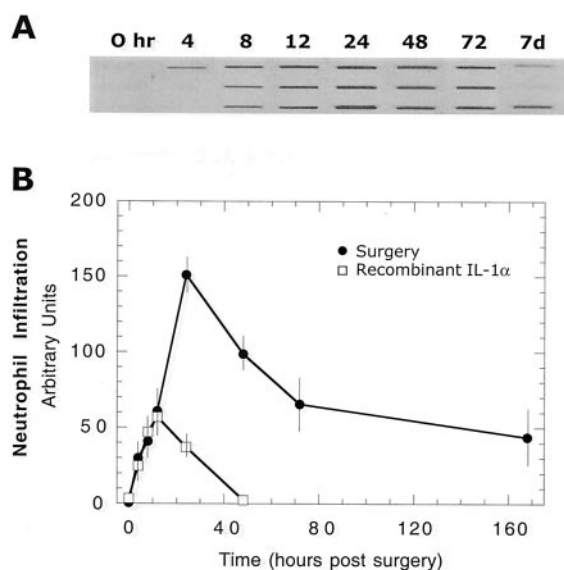 A
O hr 4 8 12 24 48 72 7d
B
200
150
100
50
0
Neutrophil Infiltration
Arbitrary Units
Surgery
Recombinant IL-1α
0 40 80 120 160
Time (hours post surgery)